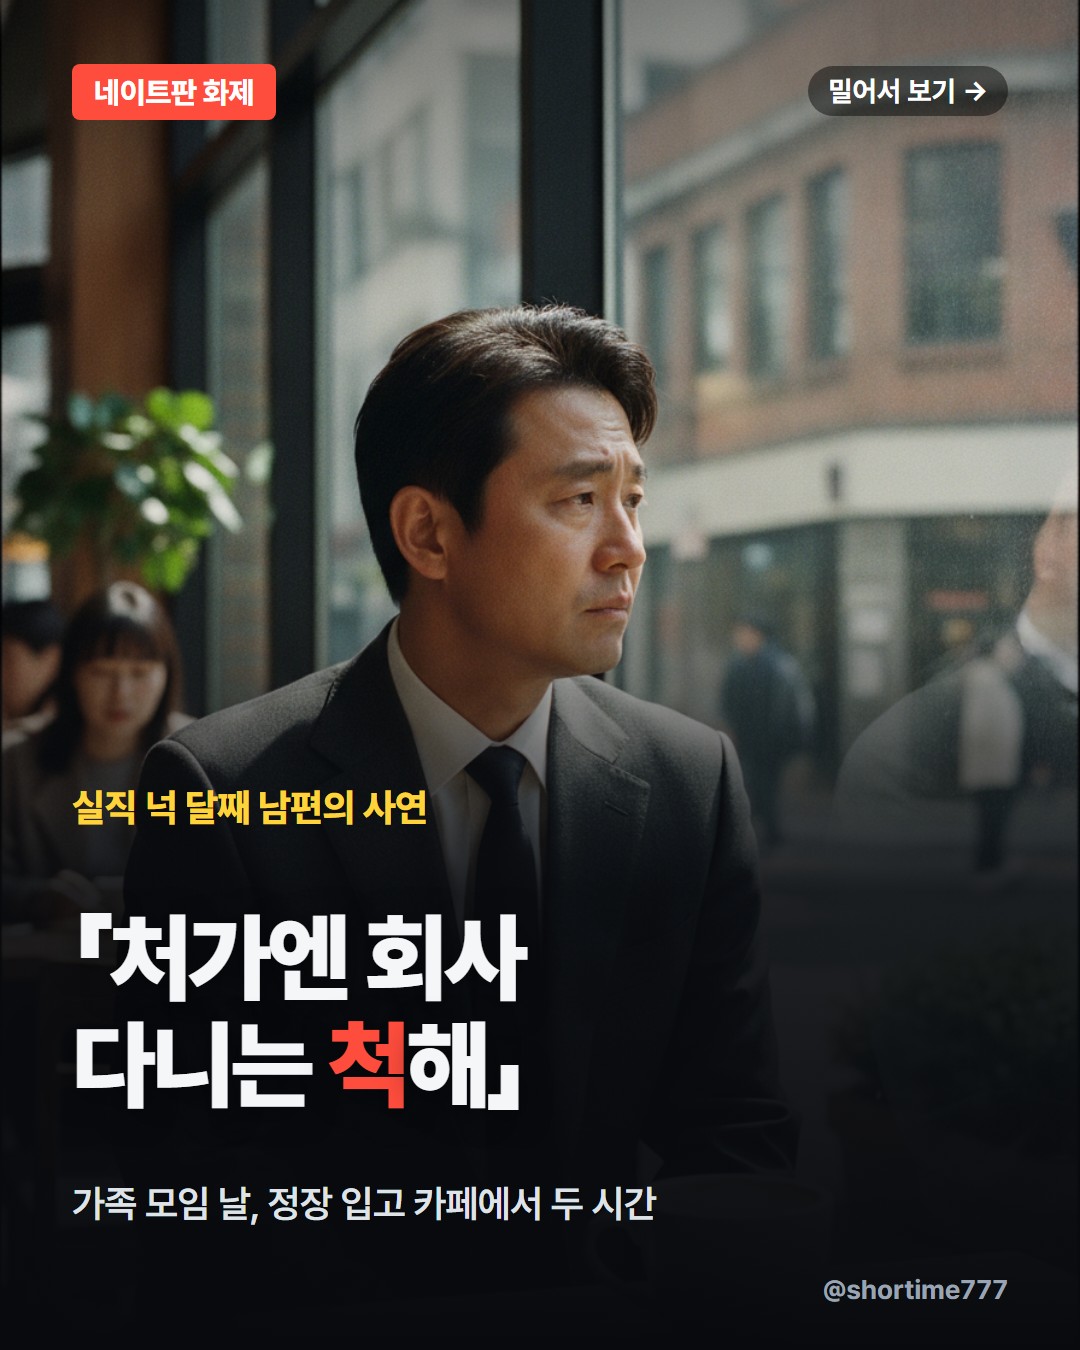 네이트판 화제
밀어서 보기 →
실직 넉 달째 남편의 사연
「처가엔 회사
다니는 척해」
가족 모임 날, 정장 입고 카페에서 두 시간
@shortime777